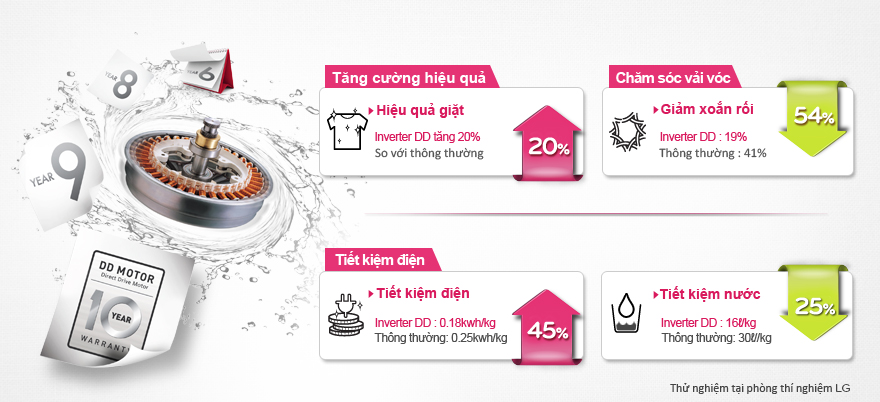 YEAR 8
YEAR 6
YEAR 9
DD MOTOR
Direct Drive Motor
10 YEAR
WARRANTY
Tăng cường hiệu quả
Hiệu quả giặt
Inverter DD tăng 20%
So với thông thường
20%
Chăm sóc vải vóc
Giảm xoắn rối
Inverter DD : 19%
Thông thường : 41%
54%
Tiết kiệm điện
Tiết kiệm điện
Inverter DD : 0.18kwh/kg
Thông thường: 0.25kwh/kg
45%
Tiết kiệm nước
Inverter DD : 16ℓ/kg
Thông thường: 30ℓ/kg
25%
Thử nghiệm tại phòng thí nghiệm LG